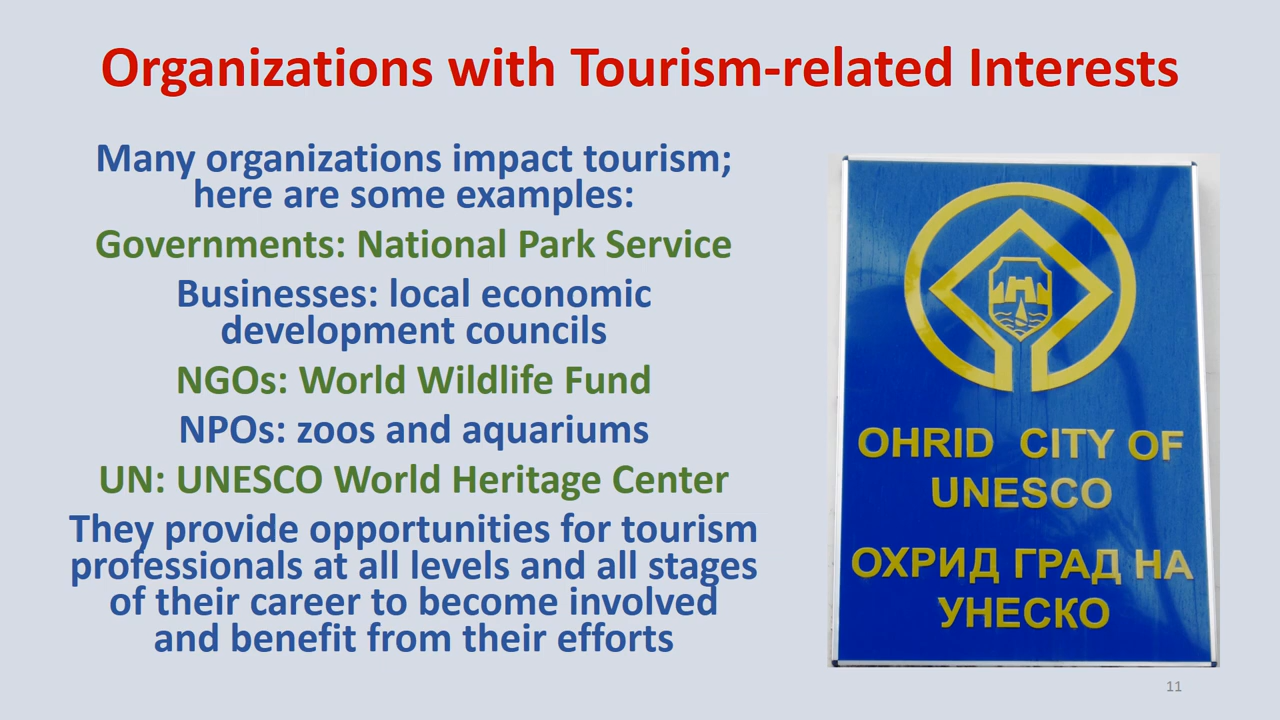 Organizations with Tourism-related Interests
Many organizations impact tourism;
here are some examples:
Governments: National Park Service
Businesses: local economic
development councils
NGOs: World Wildlife Fund
NPOs: zoos and aquariums
UN: UNESCO World Heritage Center
They provide opportunities for tourism
professionals at all levels and all stages
of their career to become involved
and benefit from their efforts
OHRID CITY OF
UNESCO
ОХРИД ГРАД НА
УНЕСКО
11